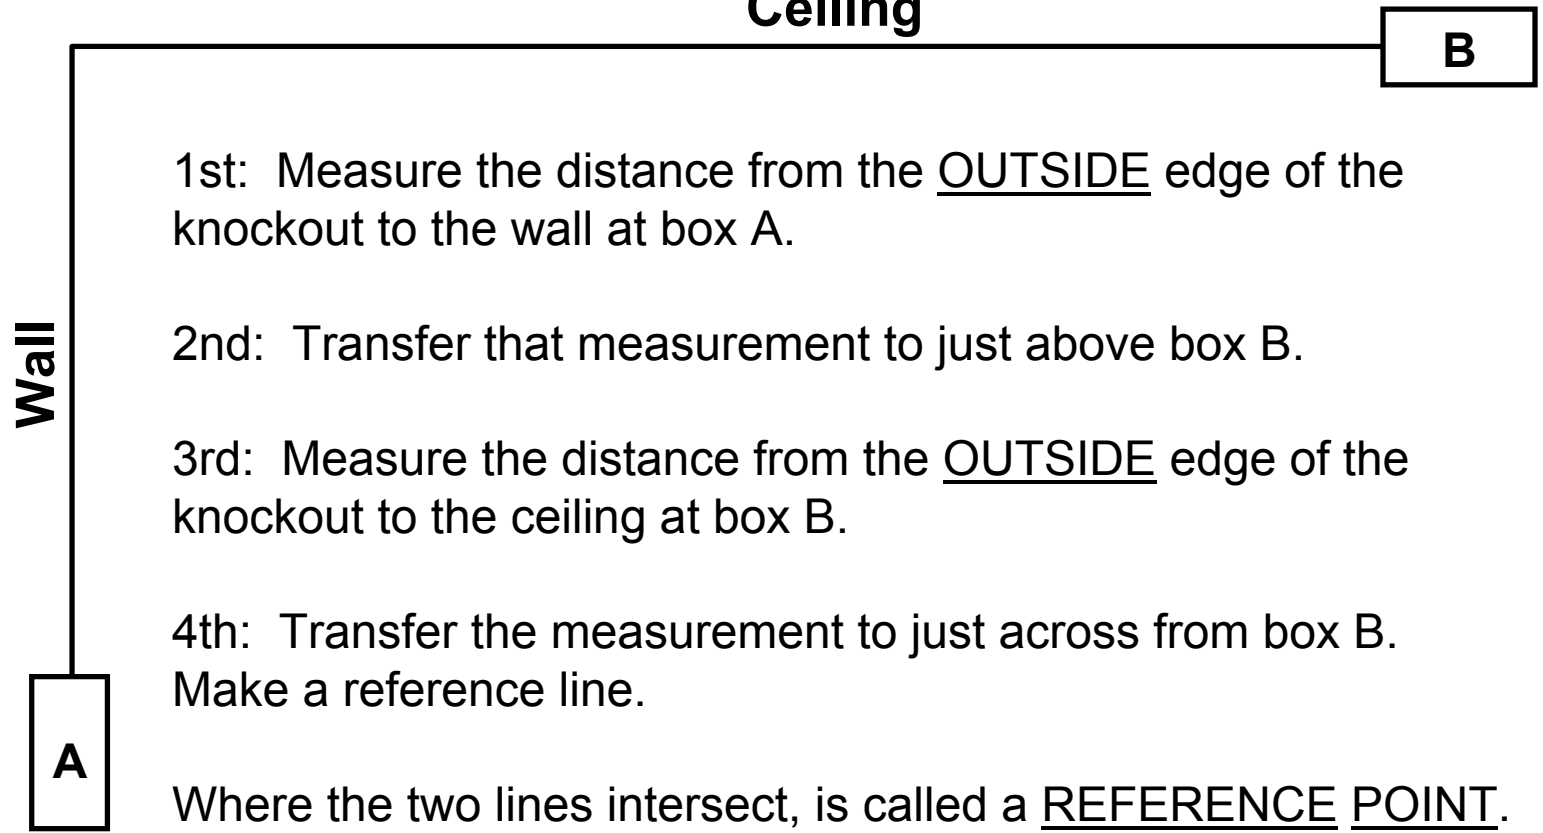 Ceiling
B
1st: Measure the distance from the OUTSIDE edge of the
knockout to the wall at box A.
2nd: Transfer that measurement to just above box B.
Wall
3rd: Measure the distance from the OUTSIDE edge of the
knockout to the ceiling at box B.
4th: Transfer the measurement to just across from box B.
Make a reference line.
A
Where the two lines intersect, is called a REFERENCE POINT.